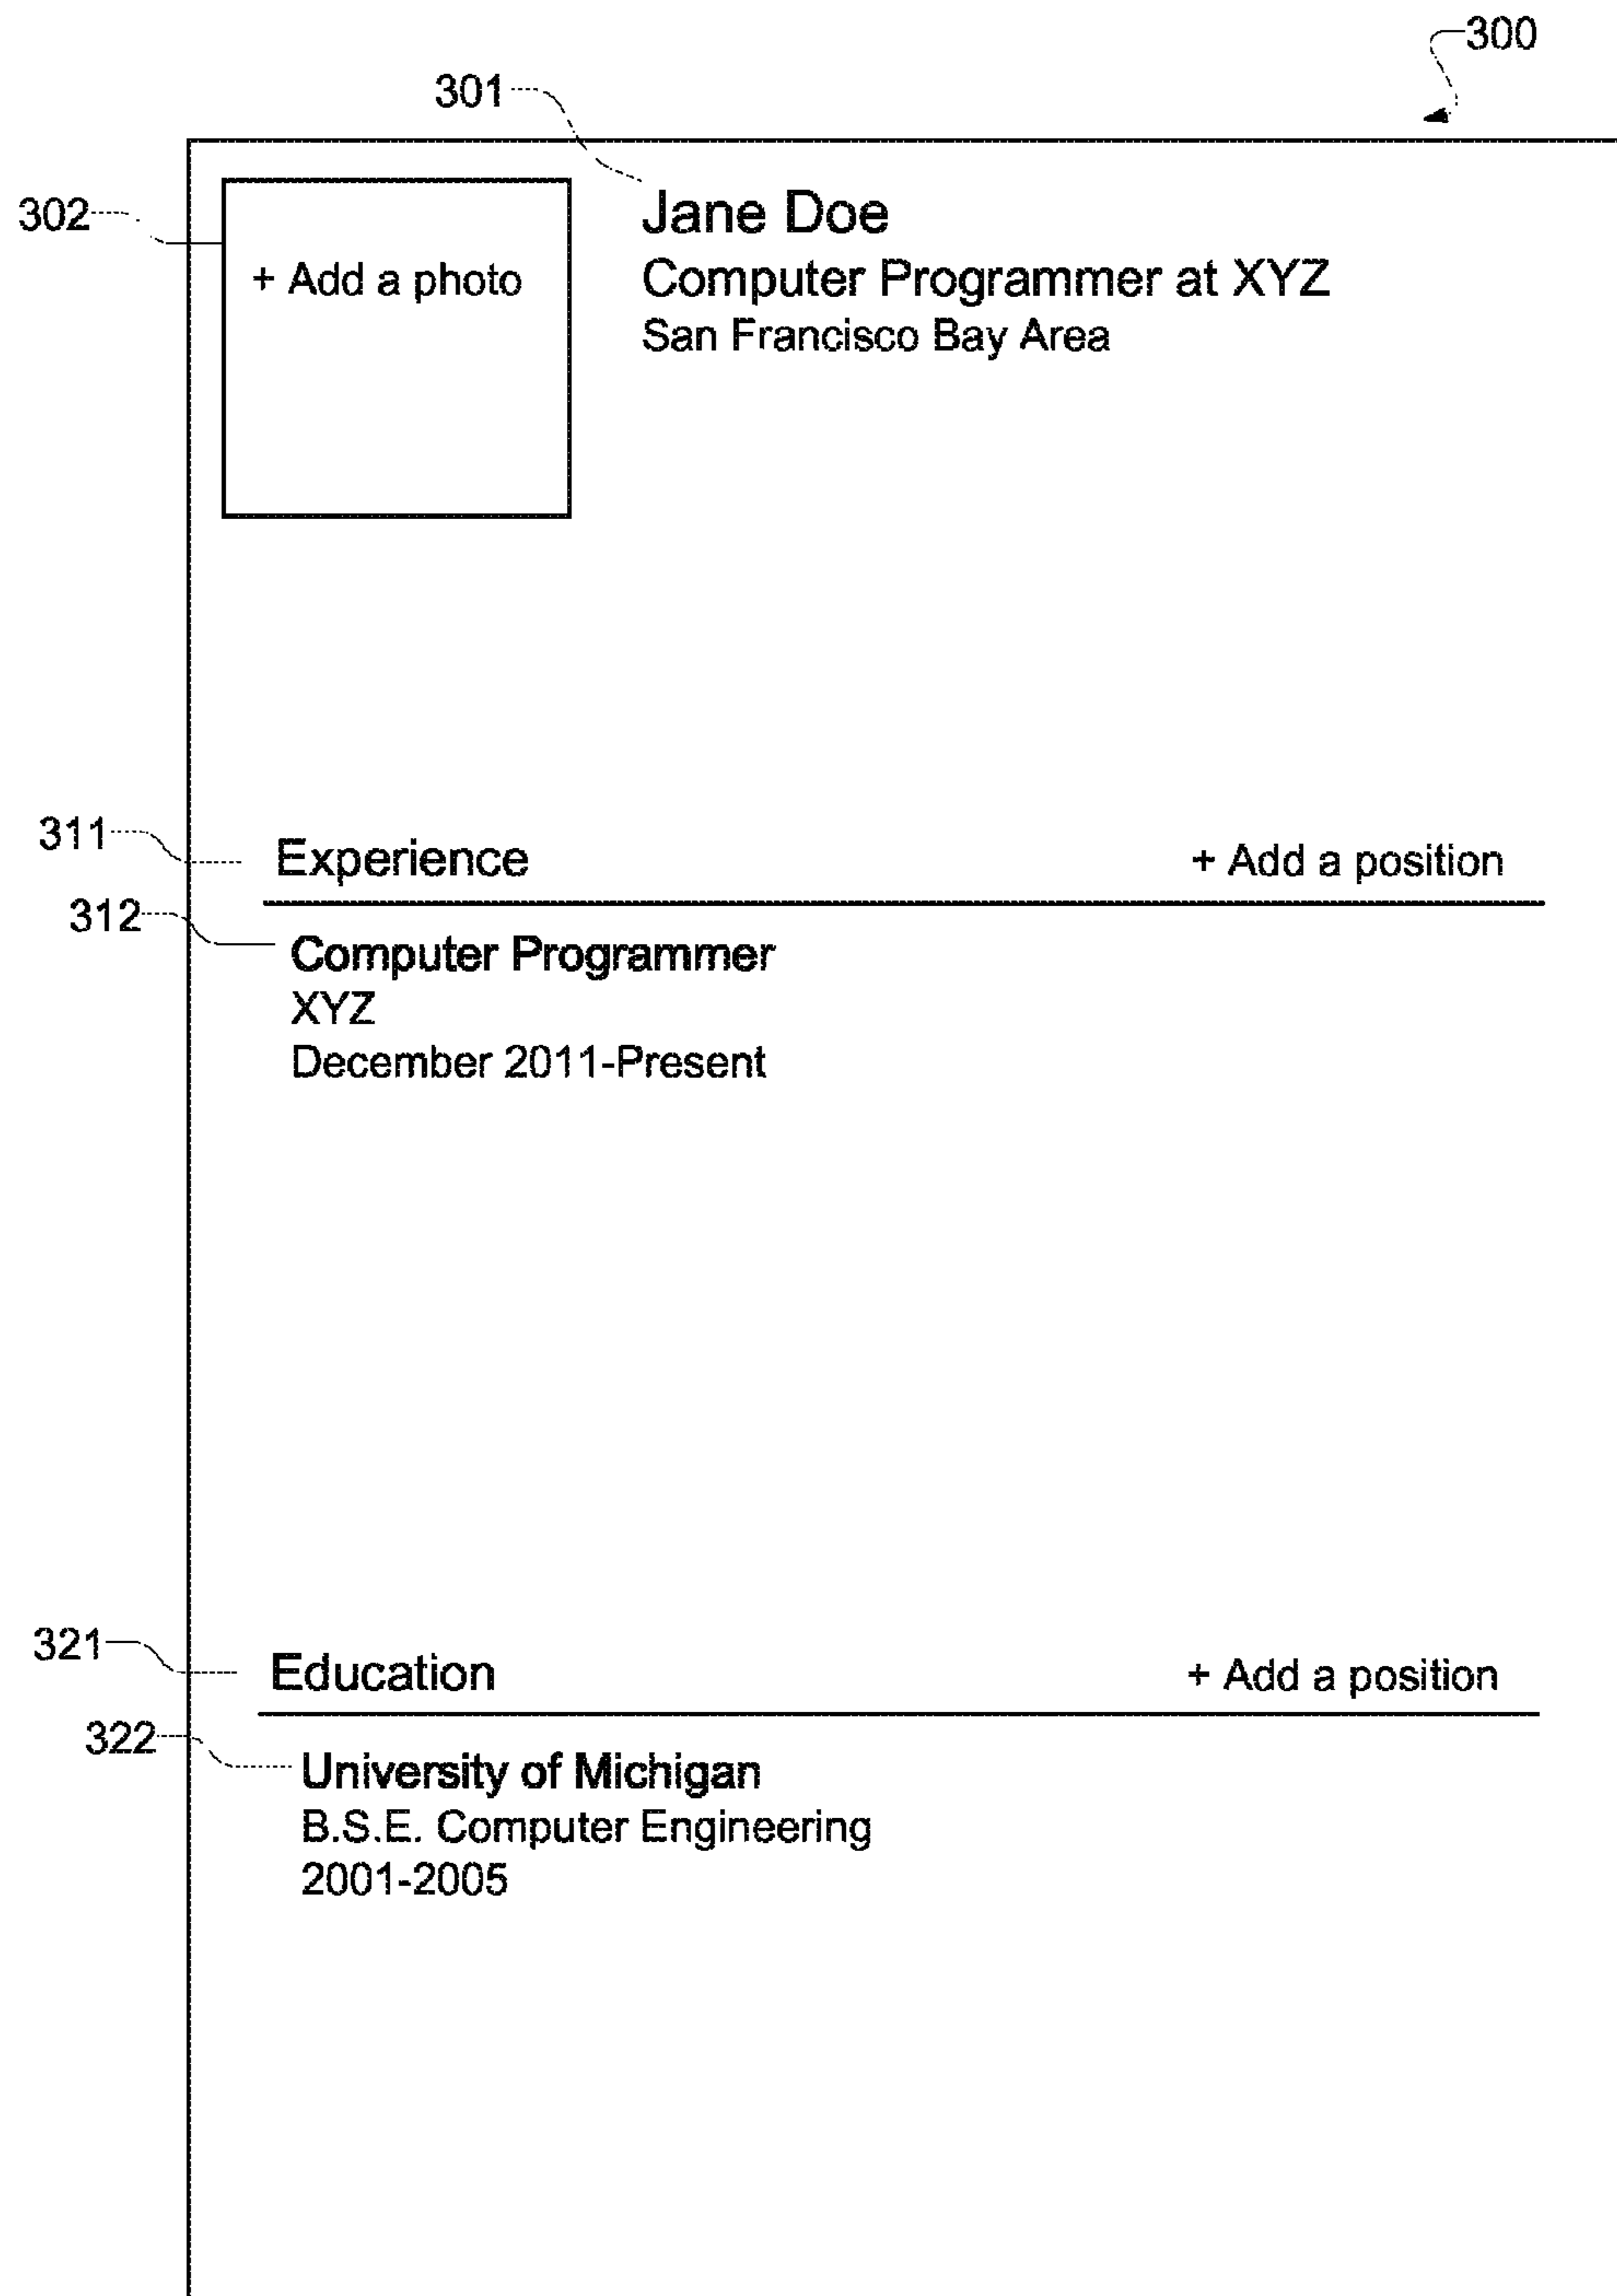 300
301
302
Jane Doe
+ Add a photo
Computer Programmer at XYZ
San Francisco Bay Area
311
Experience + Add a position
312
Computer Programmer
XYZ
December 2011-Present
321
Education + Add a position
322
University of Michigan
B.S.E. Computer Engineering
2001-2005